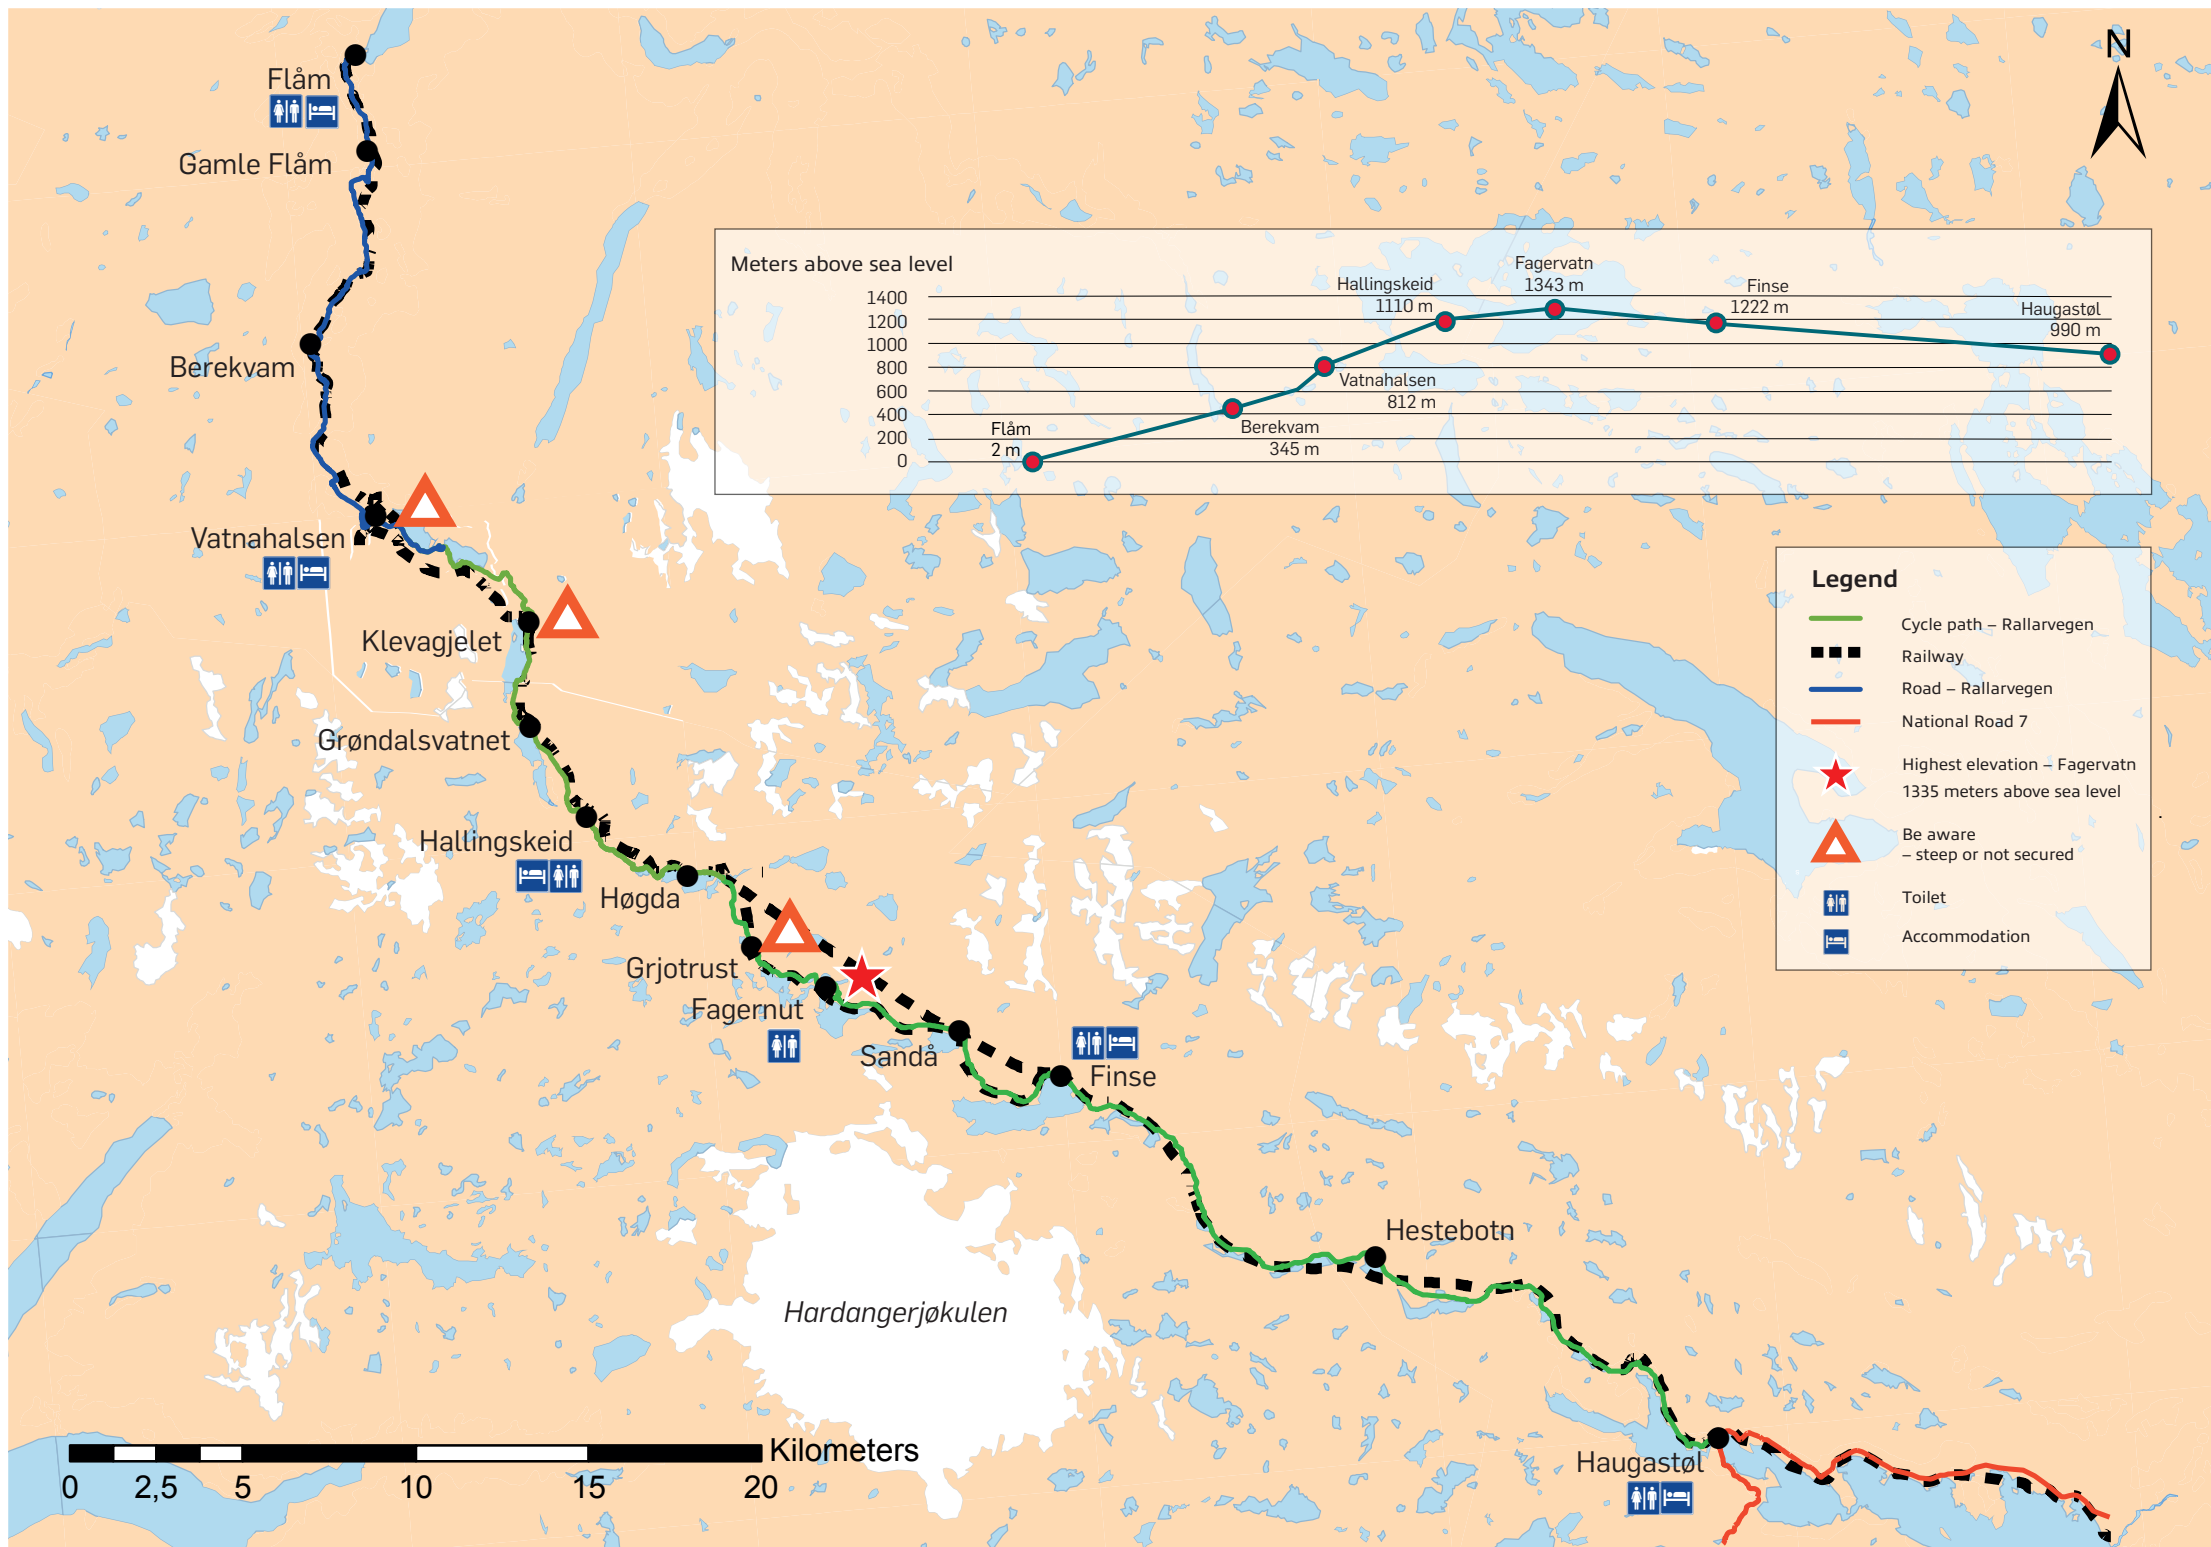 N
Flåm
Gamle Flåm
Berekvam
Vatnahalsen
Klevagjelet
Grøndalsvatnet
Hallingskeid
Høgda
Grjotrust
Fagernut
Sandå
Finse
Hestebotn
Haugastøl
Hardangerjøkulen
Meters above sea level
1400
1200
1000
800
600
400
200
0
Flåm
2 m
Berekvam
345 m
Vatnahalsen
812 m
Hallingskeid
1110 m
Fagervatn
1343 m
Finse
1222 m
Haugastøl
990 m
Legend
Cycle path – Rallarvegen
Railway
Road – Rallarvegen
National Road 7
Highest elevation – Fagervatn
1335 meters above sea level
Be aware
– steep or not secured
Toilet
Accommodation
Kilometers
0 2,5 5 10 15 20